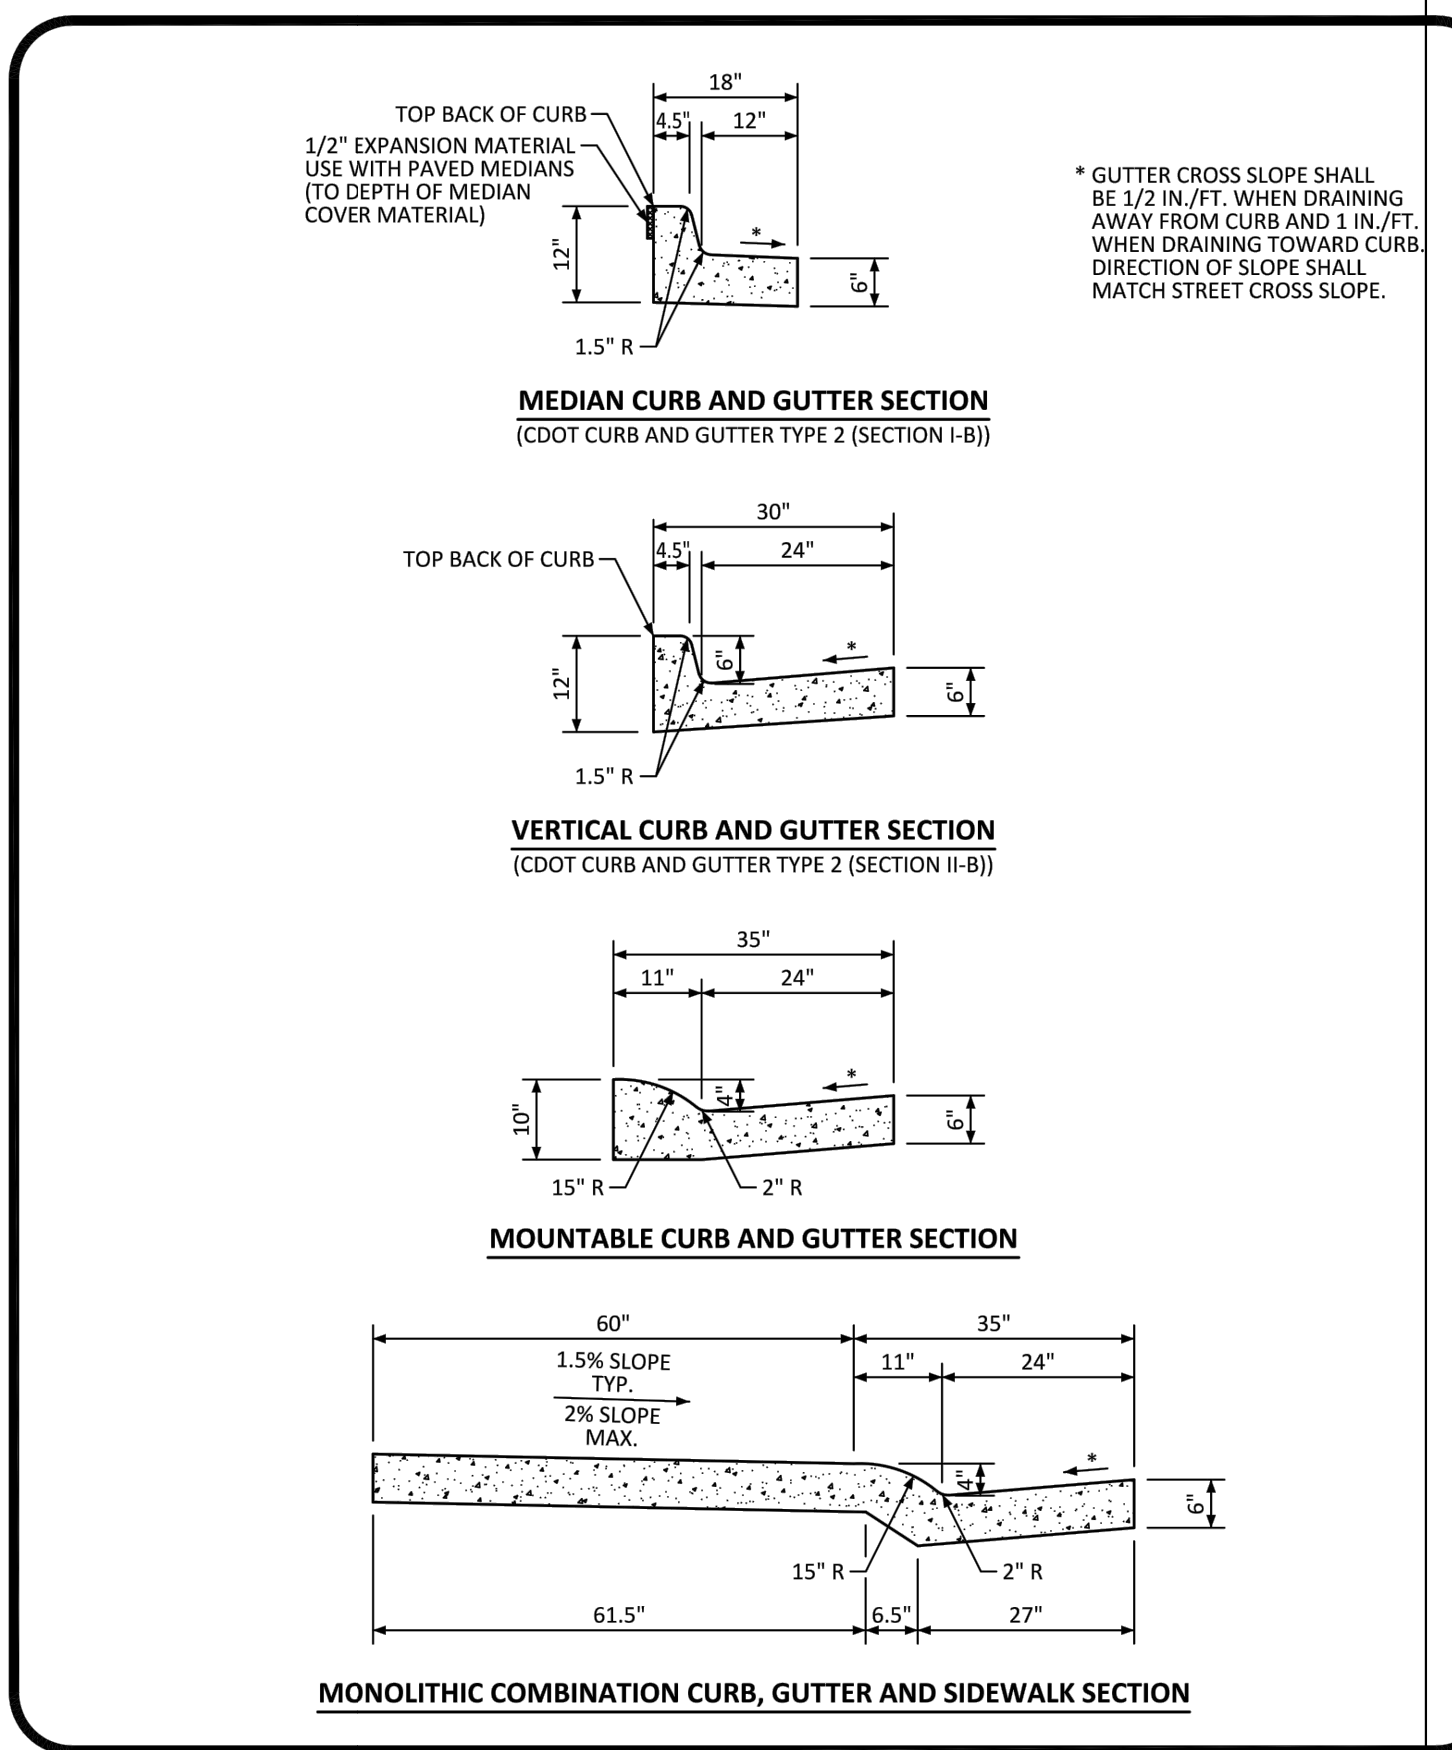 18"
TOP BACK OF CURB
4.5"
12"
1/2" EXPANSION MATERIAL
USE WITH PAVED MEDIANS
(TO DEPTH OF MEDIAN
COVER MATERIAL)
* GUTTER CROSS SLOPE SHALL
BE 1/2 IN./FT. WHEN DRAINING
AWAY FROM CURB AND 1 IN./FT.
WHEN DRAINING TOWARD CURB.
DIRECTION OF SLOPE SHALL
MATCH STREET CROSS SLOPE.
*
12"
6"
1.5" R
MEDIAN CURB AND GUTTER SECTION
(CDOT CURB AND GUTTER TYPE 2 (SECTION I-B))
30"
4.5"
24"
TOP BACK OF CURB
*
6"
12"
6"
1.5" R
VERTICAL CURB AND GUTTER SECTION
(CDOT CURB AND GUTTER TYPE 2 (SECTION II-B))
35"
11"
24"
*
4"
10"
6"
15" R
2" R
MOUNTABLE CURB AND GUTTER SECTION
60"
35"
1.5% SLOPE
TYP.
2% SLOPE
MAX.
11"
24"
*
4"
6"
15" R
2" R
61.5"
6.5"
27"
MONOLITHIC COMBINATION CURB, GUTTER AND SIDEWALK SECTION